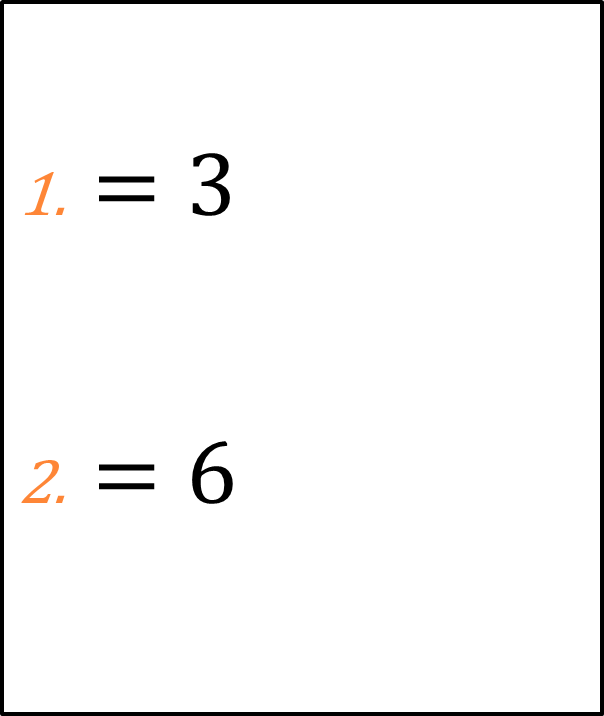 1. = 3
2. = 6